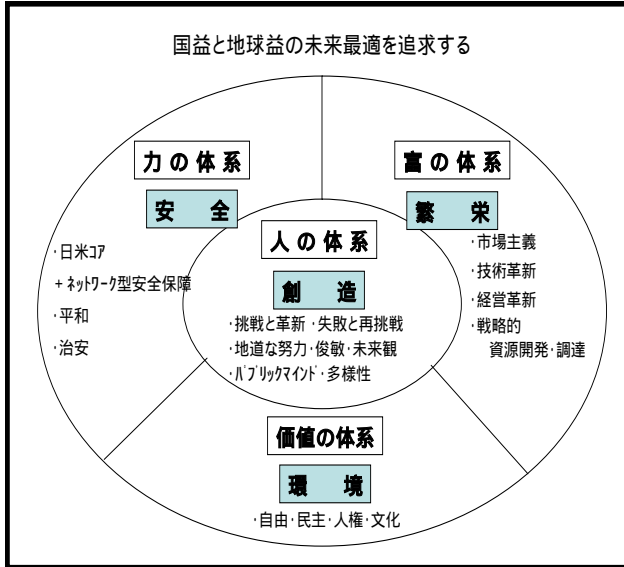 国益と地球益の未来最適を追求する
力の体系
安　全
・日米ｺｱ
＋ﾈｯﾄﾜｰｸ型安全保障
・平和
・治安
富の体系
繁　栄
・市場主義
・技術革新
・経営革新
・戦略的
資源開発・調達
人の体系
創　造
・挑戦と革新・失敗と再挑戦
・地道な努力・俊敏・未来観
・ﾊﾟﾌﾞﾘｯｸﾏｲﾝﾄﾞ・多様性
価値の体系
環　境
・自由・民主・人権・文化